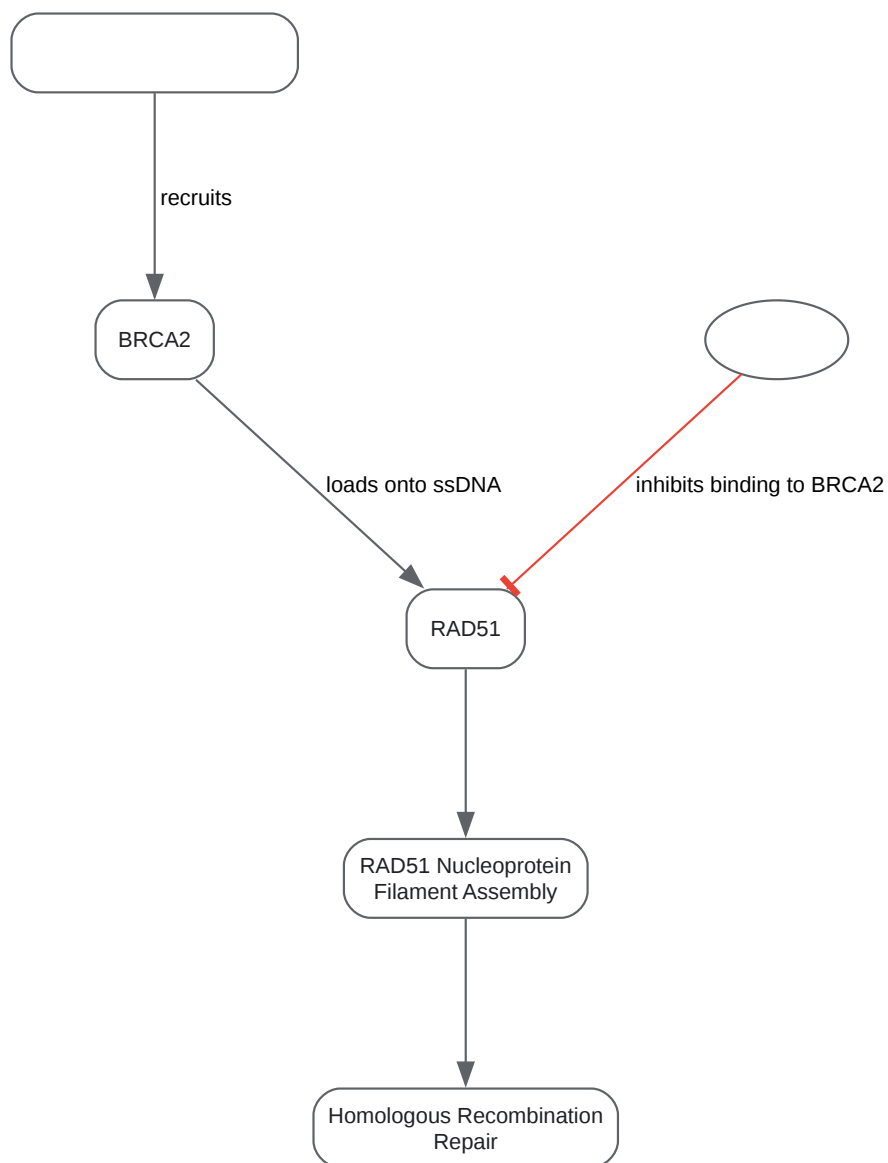 recruits
BRCA2
loads onto ssDNA
inhibits binding to BRCA2
RAD51
RAD51 Nucleoprotein
Filament Assembly
Homologous Recombination
Repair